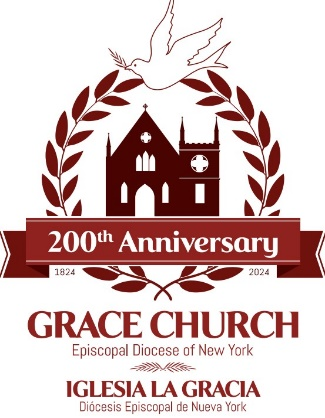 200th Anniversary
1824 2024
GRACE CHURCH
Episcopal Diocese of New York
IGLESIA LA GRACIA
Diócesis Episcopal de Nueva York